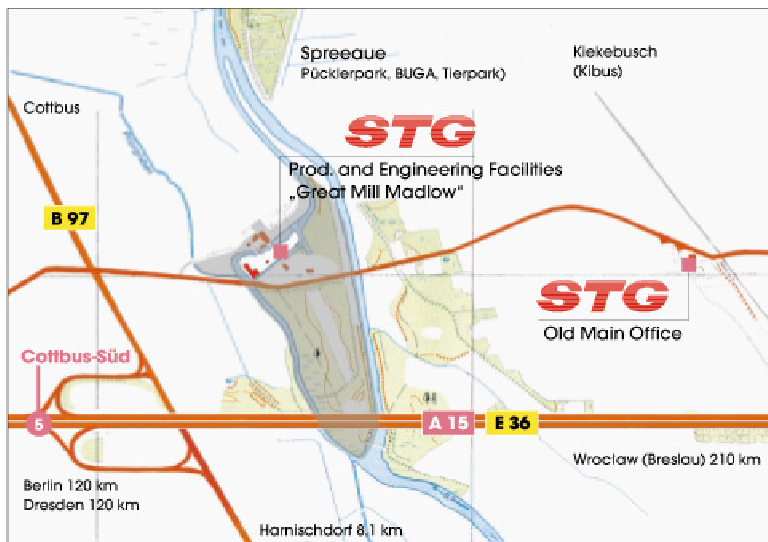 Spreeaue
Pücklerpark, BUGA, Tierpark)
Kiekebusch
(Kibus)
Cottbus
STG
Prod. and Engineering Facilities
„Great Mill Madlow“
B 97
STG
Old Main Office
Cottbus-Süd
5
A 15
E 36
Wroclaw (Breslau) 210 km
Berlin 120 km
Dresden 120 km
Harnischdorf 8,1 km